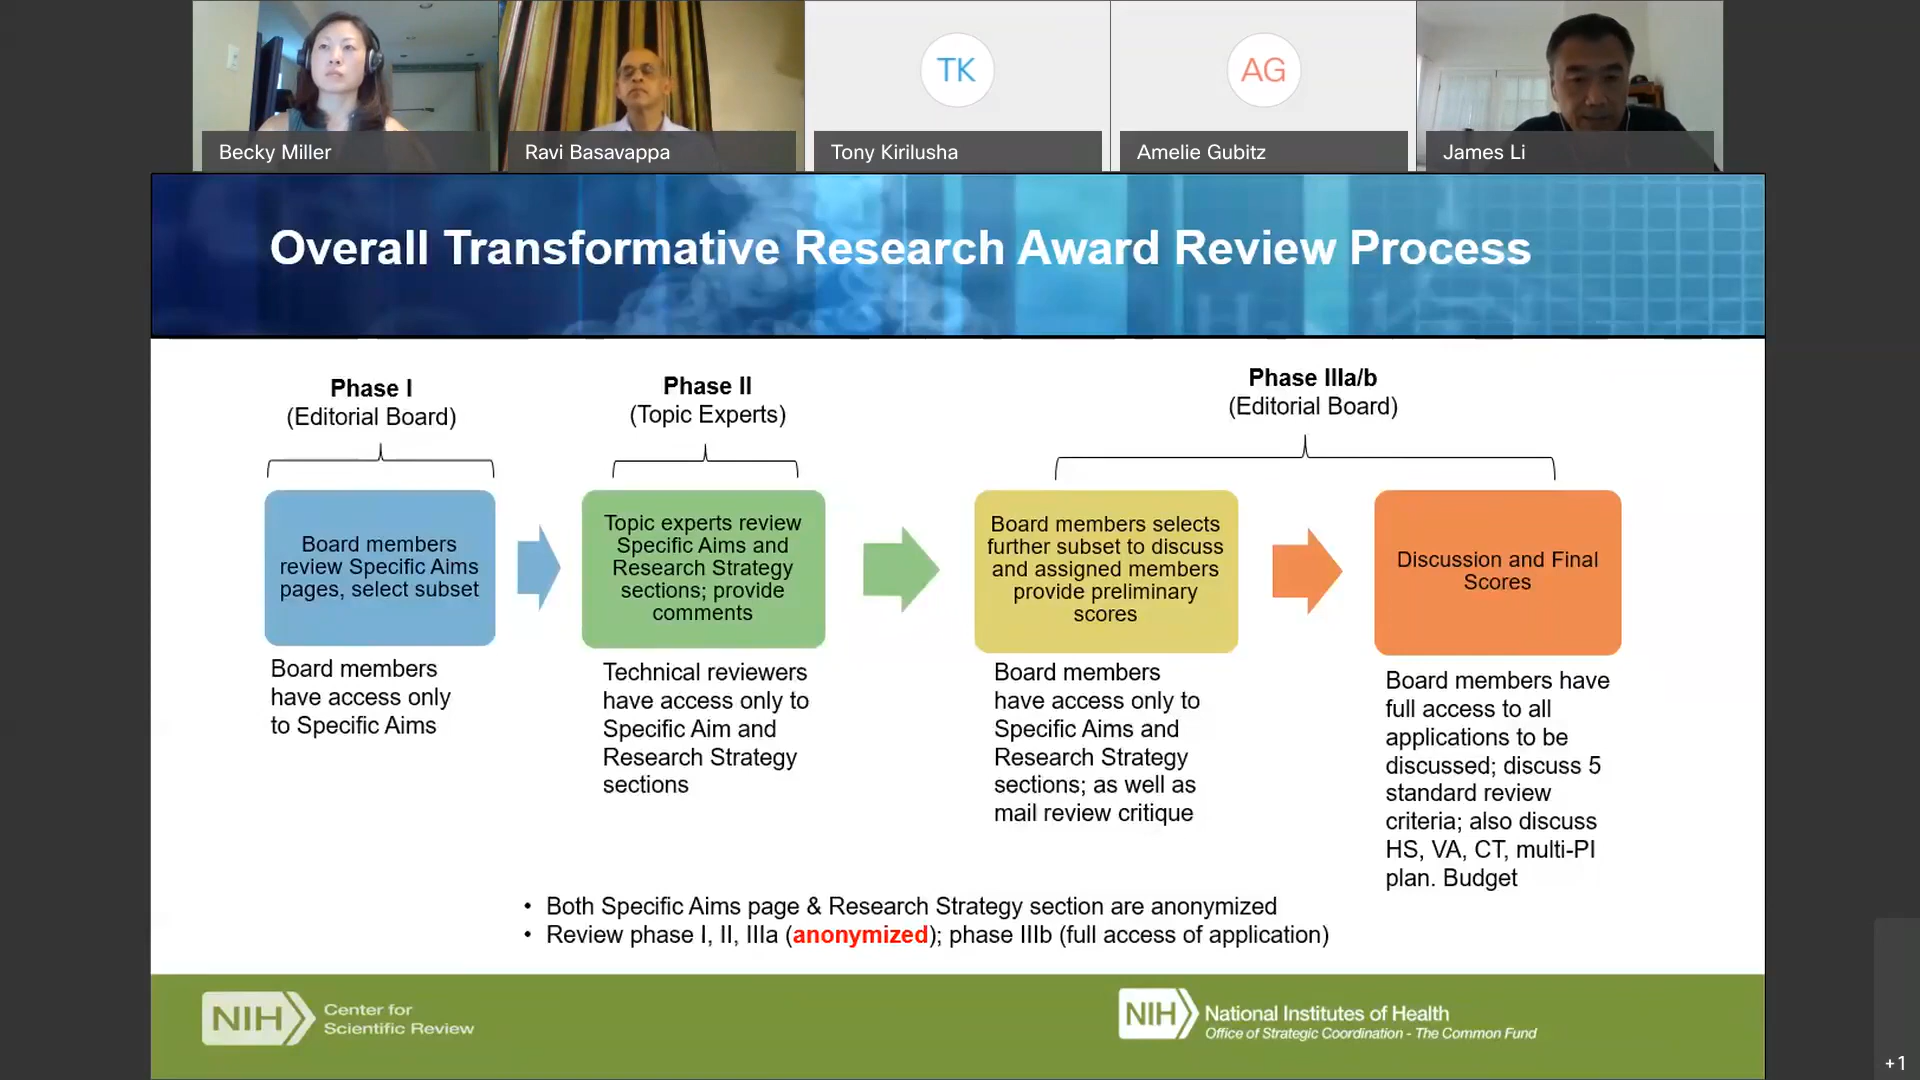 Becky Miller
Ravi Basavappa
TK
Tony Kirilusha
AG
Amelie Gubitz
James Li
Overall Transformative Research Award Review Process
Phase I
(Editorial Board)
Phase II
(Topic Experts)
Phase IIIa/b
(Editorial Board)
Board members
review Specific Aims
pages, select subset
Topic experts review
Specific Aims and
Research Strategy
sections; provide
comments
Board members selects
further subset to discuss
and assigned members
provide preliminary
scores
Discussion and Final
Scores
Board members
have access only
to Specific Aims
Technical reviewers
have access only to
Specific Aim and
Research Strategy
sections
Board members
have access only to
Specific Aims and
Research Strategy
sections; as well as
mail review critique
Board members have
full access to all
applications to be
discussed; discuss 5
standard review
criteria; also discuss
HS, VA, CT, multi-PI
plan. Budget
• Both Specific Aims page & Research Strategy section are anonymized
• Review phase I, II, IIIa (anonymized); phase IIIb (full access of application)
NIH
Center for
Scientific Review
NIH
National Institutes of Health
Office of Strategic Coordination - The Common Fund
+1